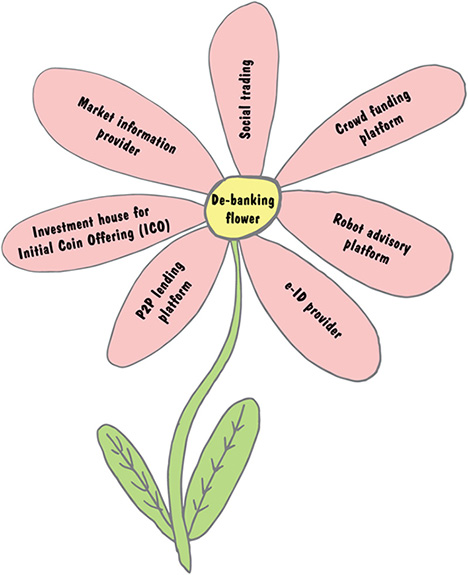 Social trading
Crowd funding
platform
Robot advisory
platform
e-ID provider
P2P lending
platform
Investment house for
Initial Coin Offering (ICO)
Market information
provider
De-banking
flower